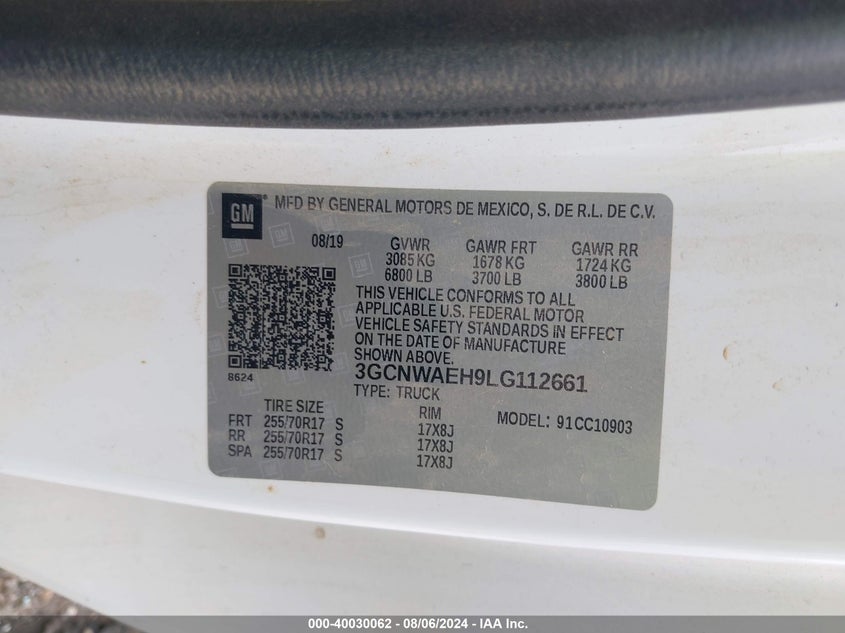 GM ® MFD BY GENERAL MOTORS DE MEXICO, S. DE R.L. DE C.V.
08/19 GVWR GAWR FRT GAWR RR
3085 KG 1678 KG 1724 KG
6800 LB 3700 LB 3800 LB
THIS VEHICLE CONFORMS TO ALL
APPLICABLE U.S. FEDERAL MOTOR
VEHICLE SAFETY STANDARDS IN EFFECT
ON THE DATE OF MANUFACTURE
SHOWN ABOVE.
8624
3GCNWAEH9LG112661
TYPE: TRUCK
TIRE SIZE RIM MODEL: 91CC10903
FRT 255/70R17 S 17X8J
RR 255/70R17 S 17X8J
SPA 255/70R17 S 17X8J
000-40030062 - 08/06/2024 - IAA Inc.